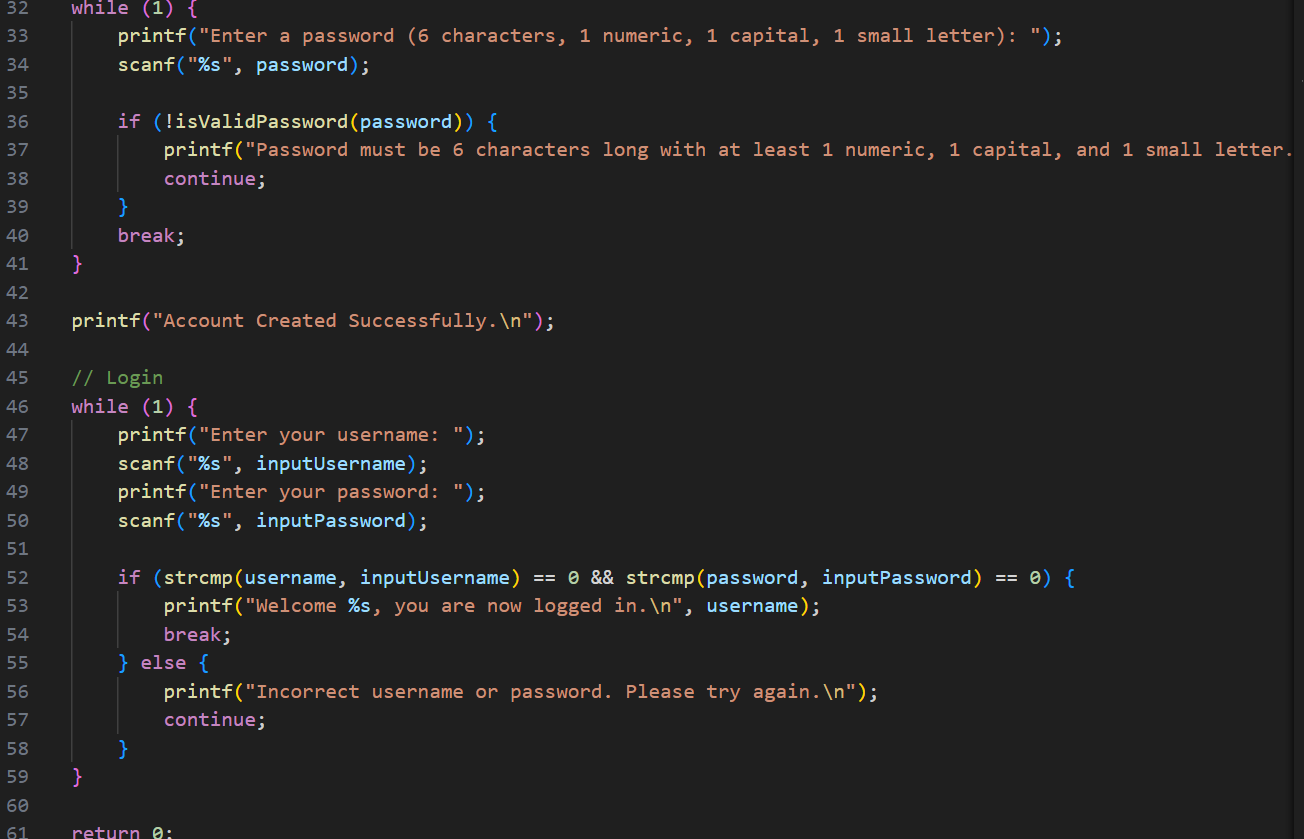 32 while (1) {
33 printf("Enter a password (6 characters, 1 numeric, 1 capital, 1 small letter): ");
34 scanf("%s", password);
35
36 if (!isValidPassword(password)) {
37 printf("Password must be 6 characters long with at least 1 numeric, 1 capital, and 1 small letter.
38 continue;
39 }
40 break;
41 }
42
43 printf("Account Created Successfully.\n");
44
45 // Login
46 while (1) {
47 printf("Enter your username: ");
48 scanf("%s", inputUsername);
49 printf("Enter your password: ");
50 scanf("%s", inputPassword);
51
52 if (strcmp(username, inputUsername) == 0 && strcmp(password, inputPassword) == 0) {
53 printf("Welcome %s, you are now logged in.\n", username);
54 break;
55 } else {
56 printf("Incorrect username or password. Please try again.\n");
57 continue;
58 }
59 }
60
61 return 0;